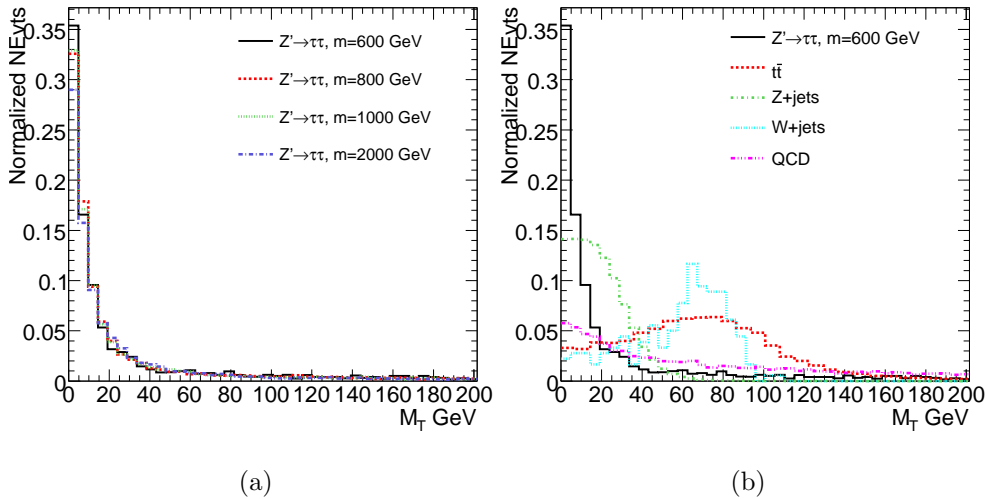 Normalized NEvts
0.35
0.3
0.25
0.2
0.15
0.1
0.05
0
Z'→ττ, m=600 GeV
Z'→ττ, m=800 GeV
Z'→ττ, m=1000 GeV
Z'→ττ, m=2000 GeV
0 20 40 60 80 100 120 140 160 180 200
M_T GeV
(a)
Normalized NEvts
0.35
0.3
0.25
0.2
0.15
0.1
0.05
0
Z'→ττ, m=600 GeV
tt̄
Z+jets
W+jets
QCD
0 20 40 60 80 100 120 140 160 180 200
M_T GeV
(b)